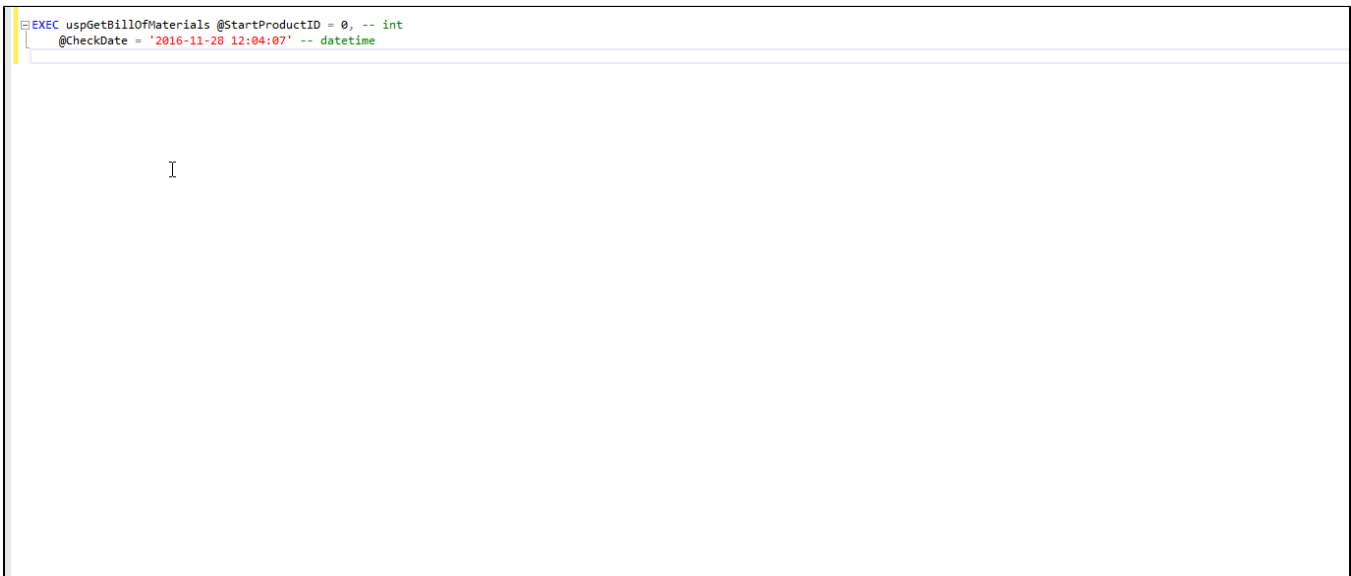 EXEC uspGetBillOfMaterials @StartProductID = 0, -- int
@CheckDate = '2016-11-28 12:04:07' -- datetime